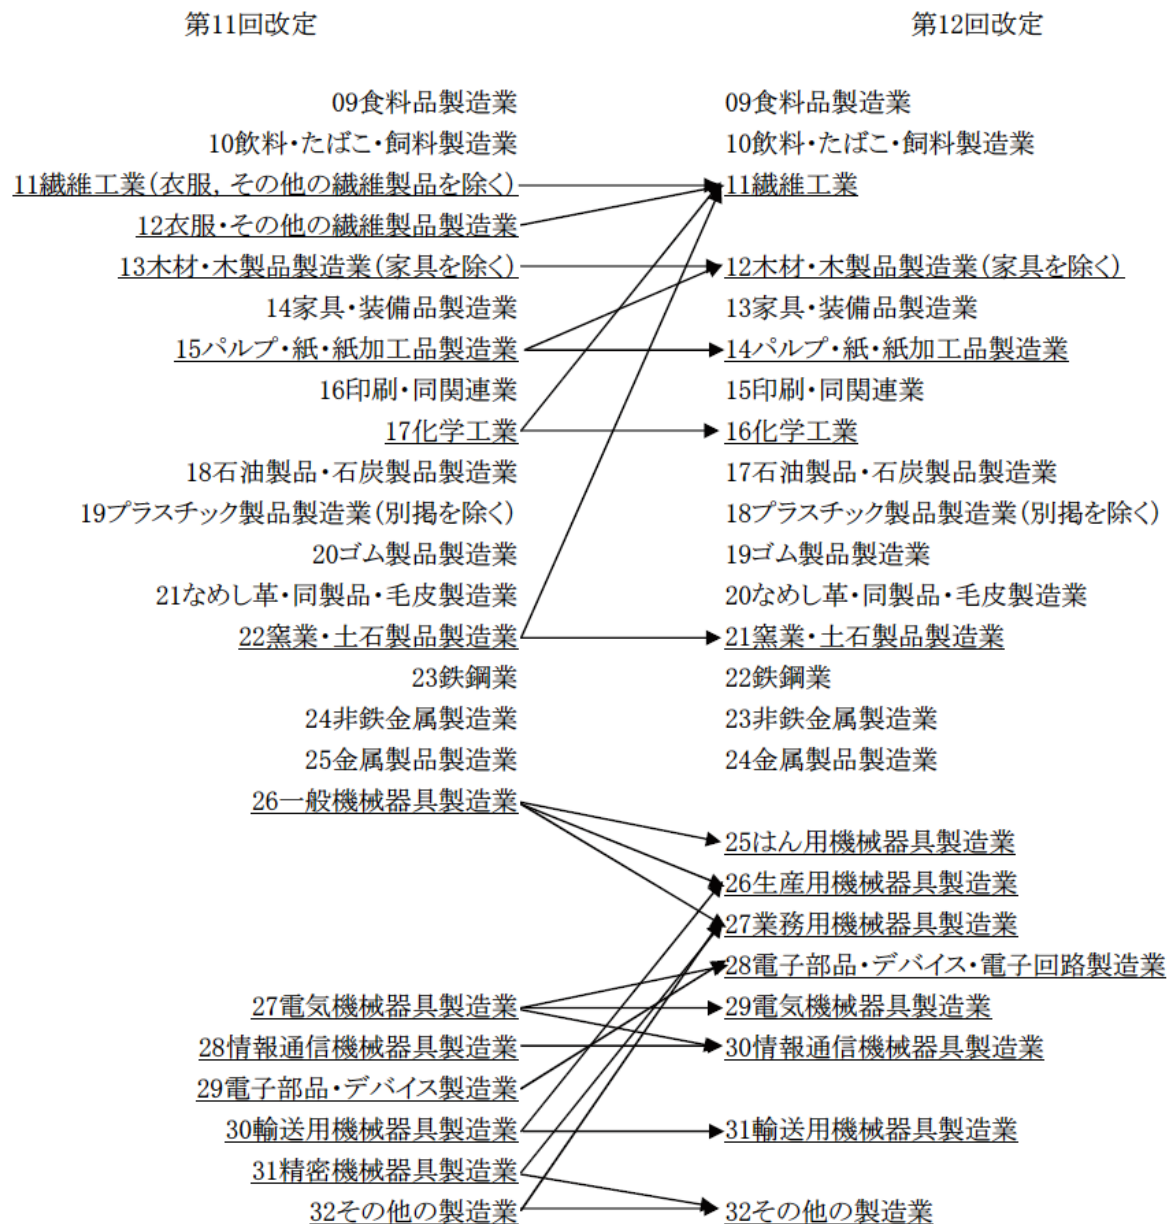 第11回改定 第12回改定
09食料品製造業 09食料品製造業
10飲料・たばこ・飼料製造業 10飲料・たばこ・飼料製造業
11繊維工業(衣服,その他の繊維製品を除く) 11繊維工業
12衣服・その他の繊維製品製造業
13木材・木製品製造業(家具を除く) 12木材・木製品製造業(家具を除く)
14家具・装備品製造業 13家具・装備品製造業
15パルプ・紙・紙加工品製造業 14パルプ・紙・紙加工品製造業
16印刷・同関連業 15印刷・同関連業
17化学工業 16化学工業
18石油製品・石炭製品製造業 17石油製品・石炭製品製造業
19プラスチック製品製造業(別掲を除く) 18プラスチック製品製造業(別掲を除く)
20ゴム製品製造業 19ゴム製品製造業
21なめし革・同製品・毛皮製造業 20なめし革・同製品・毛皮製造業
22窯業・土石製品製造業 21窯業・土石製品製造業
23鉄鋼業 22鉄鋼業
24非鉄金属製造業 23非鉄金属製造業
25金属製品製造業 24金属製品製造業
26一般機械器具製造業
25はん用機械器具製造業
26生産用機械器具製造業
27業務用機械器具製造業
28電子部品・デバイス・電子回路製造業
27電気機械器具製造業 29電気機械器具製造業
28情報通信機械器具製造業 30情報通信機械器具製造業
29電子部品・デバイス製造業
30輸送用機械器具製造業 31輸送用機械器具製造業
31精密機械器具製造業
32その他の製造業 32その他の製造業